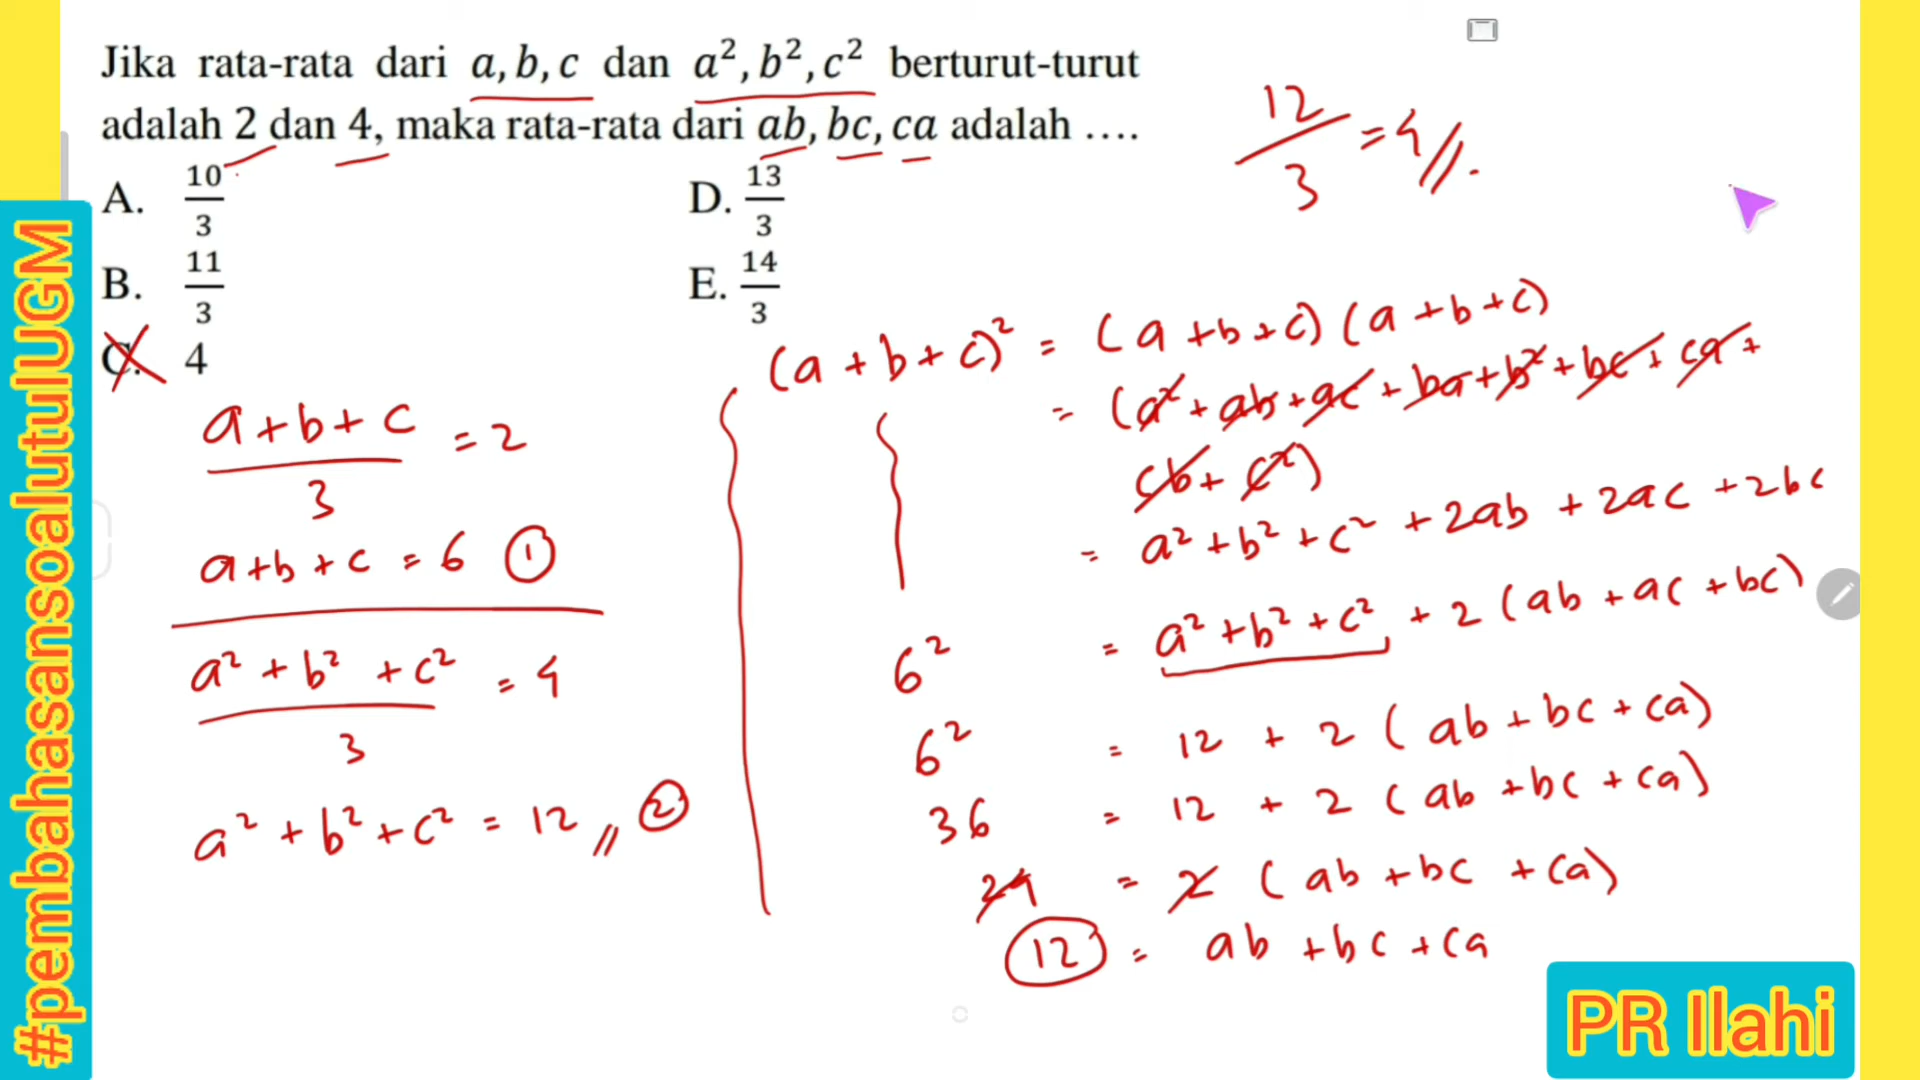 Jika rata-rata dari a, b, c dan a², b², c² berturut-turut
adalah 2 dan 4, maka rata-rata dari ab, bc, ca adalah ....
A. 10/3
B. 11/3
C. 4
D. 13/3
E. 14/3
12/3 = 4 //.
(a + b + c)/3 = 2
a + b + c = 6 ①
(a² + b² + c²)/3 = 4
a² + b² + c² = 12 // ②
(a + b + c)² = (a + b + c) (a + b + c)
= (a² + ab + ac + ba + b² + bc + ca +
cb + c²)
= a² + b² + c² + 2ab + 2ac + 2bc
6² = a² + b² + c² + 2 (ab + ac + bc)
6² = 12 + 2 (ab + bc + ca)
36 = 12 + 2 (ab + bc + ca)
24 = 2 (ab + bc + ca)
12 = ab + bc + ca
#pembahasansoalutulUGM
PR Ilahi